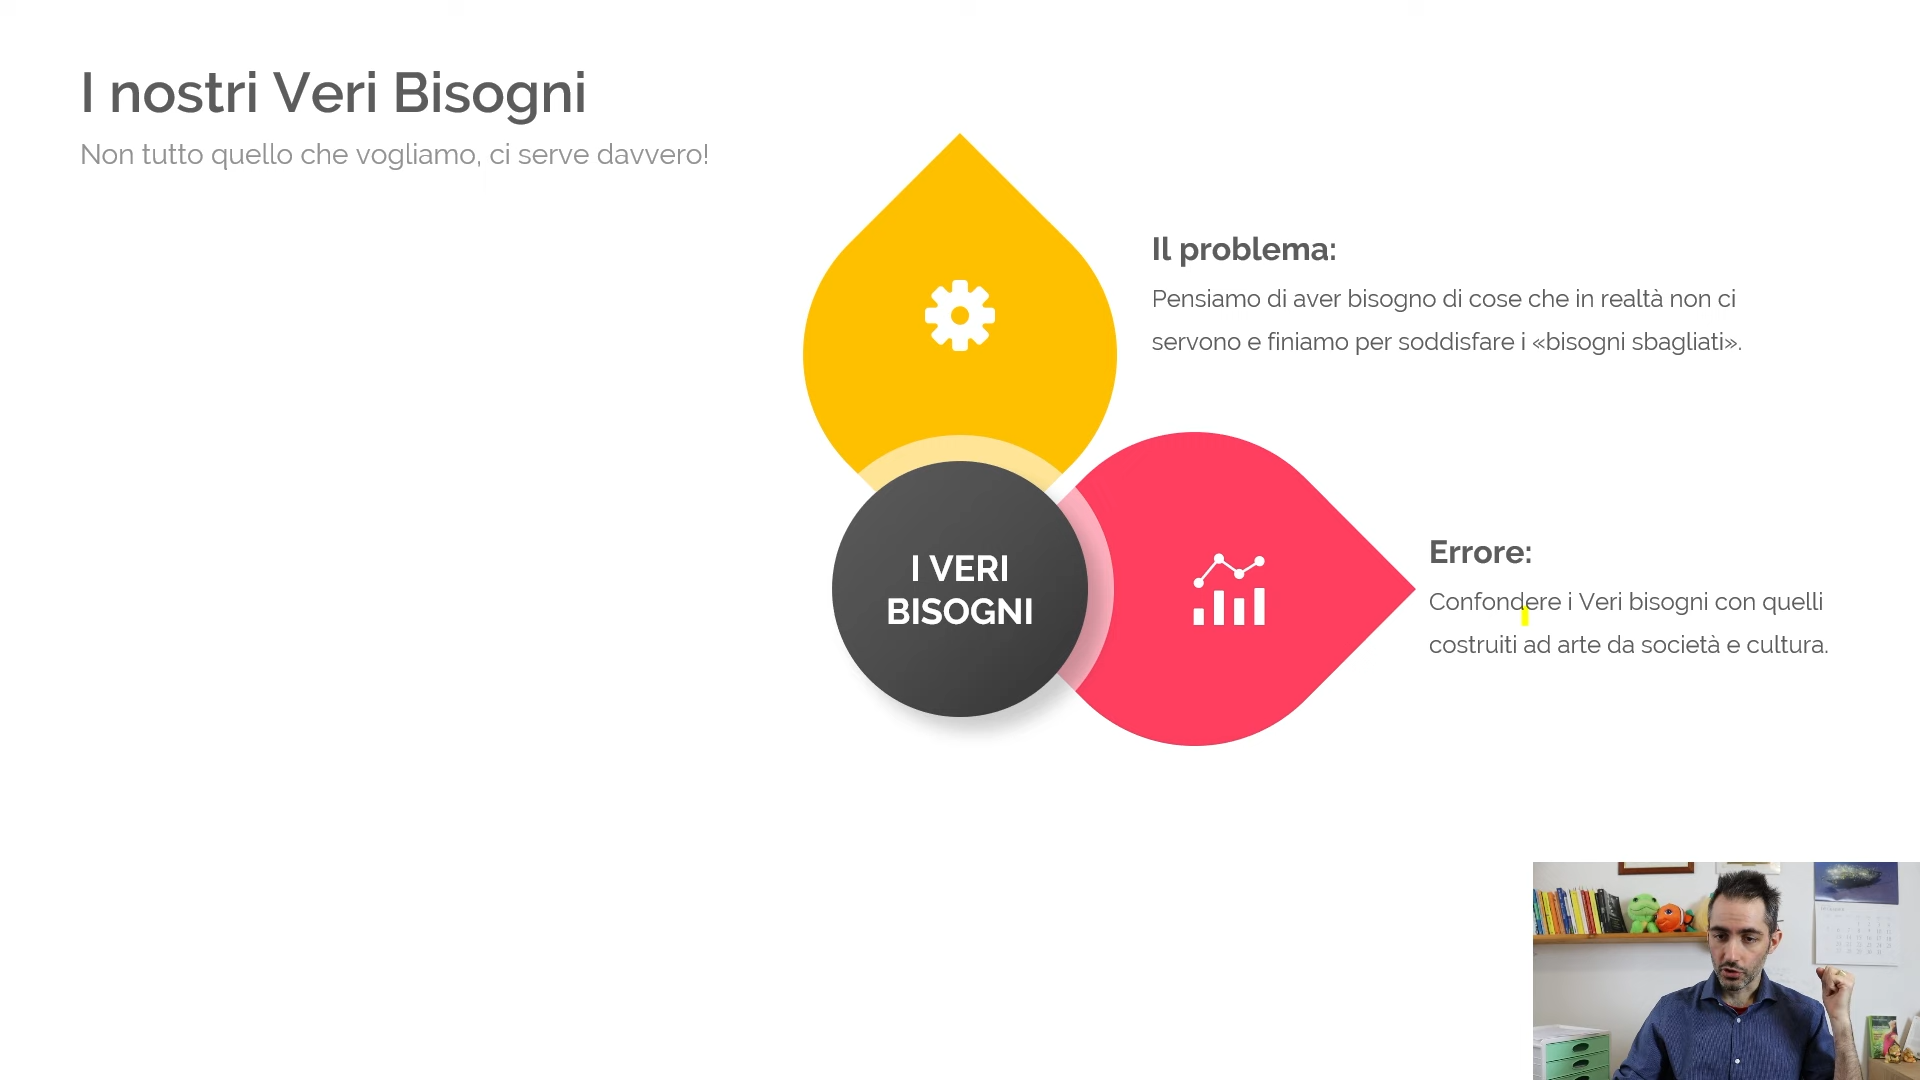 I nostri Veri Bisogni
Non tutto quello che vogliamo, ci serve davvero!
Il problema:
Pensiamo di aver bisogno di cose che in realtà non ci
servono e finiamo per soddisfare i «bisogni sbagliati».
I VERI
BISOGNI
Errore:
Confondere i Veri bisogni con quelli
costruiti ad arte da società e cultura.